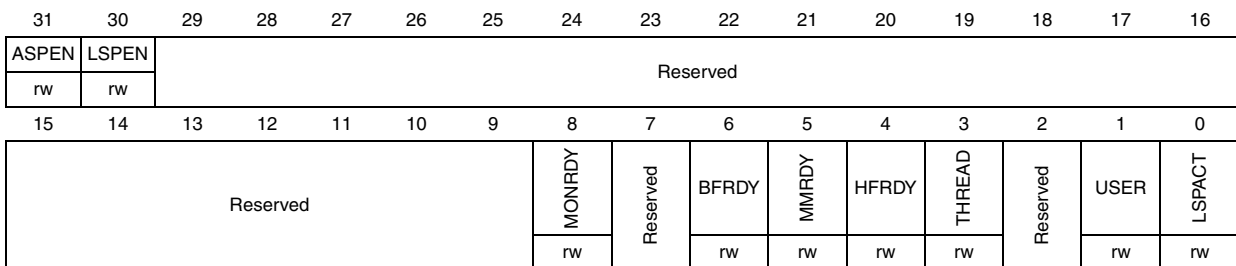 31 30 29 28 27 26 25 24 23 22 21 20 19 18 17 16
ASPEN LSPEN Reserved
rw rw
15 14 13 12 11 10 9 8 7 6 5 4 3 2 1 0
Reserved MONRDY Reserved BFRDY MMRDY HFRDY THREAD Reserved USER LSPACT
rw rw rw rw rw rw rw